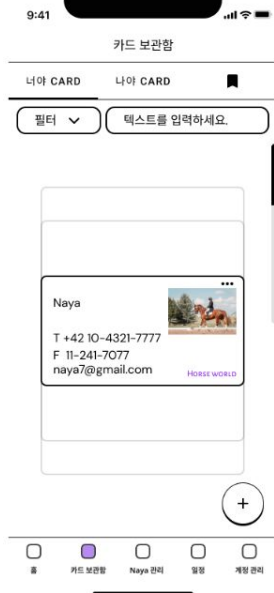 9:41
카드 보관함
너야 CARD
나야 CARD
필터
텍스트를 입력하세요.
Naya
T +42 10-4321-7777
F 11-241-7077
naya7@gmail.com
HORSE WORLD
홈
카드 보관함
Naya 관리
일정
계정 관리